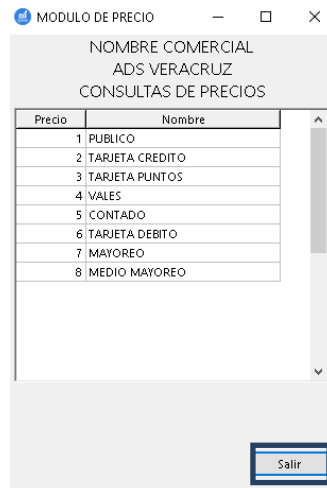 MODULO DE PRECIO
NOMBRE COMERCIAL
ADS VERACRUZ
CONSULTAS DE PRECIOS
Precio Nombre
1 PUBLICO
2 TARJETA CREDITO
3 TARJETA PUNTOS
4 VALES
5 CONTADO
6 TARJETA DEBITO
7 MAYOREO
8 MEDIO MAYOREO
Salir